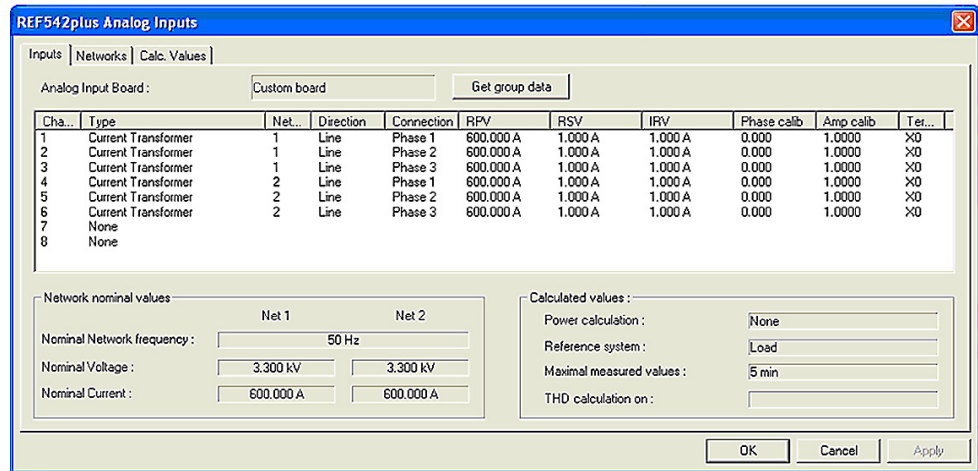 REF542plus Analog Inputs
Inputs Networks Calc. Values
Analog Input Board : Custom board Get group data
Cha... Type Net... Direction Connection RPV RSV IRV Phase calib Amp calib Ter...
1 Current Transformer 1 Line Phase 1 600.000 A 1.000 A 1.000 A 0.000 1.0000 X0
2 Current Transformer 1 Line Phase 2 600.000 A 1.000 A 1.000 A 0.000 1.0000 X0
3 Current Transformer 1 Line Phase 3 600.000 A 1.000 A 1.000 A 0.000 1.0000 X0
4 Current Transformer 2 Line Phase 1 600.000 A 1.000 A 1.000 A 0.000 1.0000 X0
5 Current Transformer 2 Line Phase 2 600.000 A 1.000 A 1.000 A 0.000 1.0000 X0
6 Current Transformer 2 Line Phase 3 600.000 A 1.000 A 1.000 A 0.000 1.0000 X0
7 None
8 None
Network nominal values
Net 1 Net 2
Nominal Network frequency : 50 Hz
Nominal Voltage : 3.300 kV 3.300 kV
Nominal Current : 600.000 A 600.000 A
Calculated values :
Power calculation : None
Reference system : Load
Maximal measured values : 5 min
THD calculation on :
OK Cancel Apply